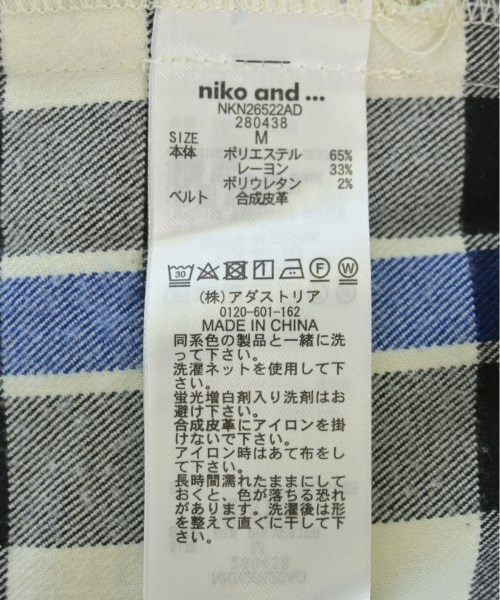 niko and ...
NKN26522AD
280438
SIZE M
本体 ポリエステル 65%
レーヨン 33%
ポリウレタン 2%
ベルト 合成皮革
30 F W
(株)アダストリア
0120-601-162
MADE IN CHINA
同系色の製品と一緒に洗
って下さい。
洗濯ネットを使用して下
さい。
蛍光増白剤入り洗剤はお
避け下さい。
合成皮革にアイロンを掛
けないで下さい。
アイロン時はあて布をし
て下さい。
長時間濡れたままにして
おくと、色が落ちる恐れ
があります。洗濯後は形
を整えて直ぐに干して下
さい。